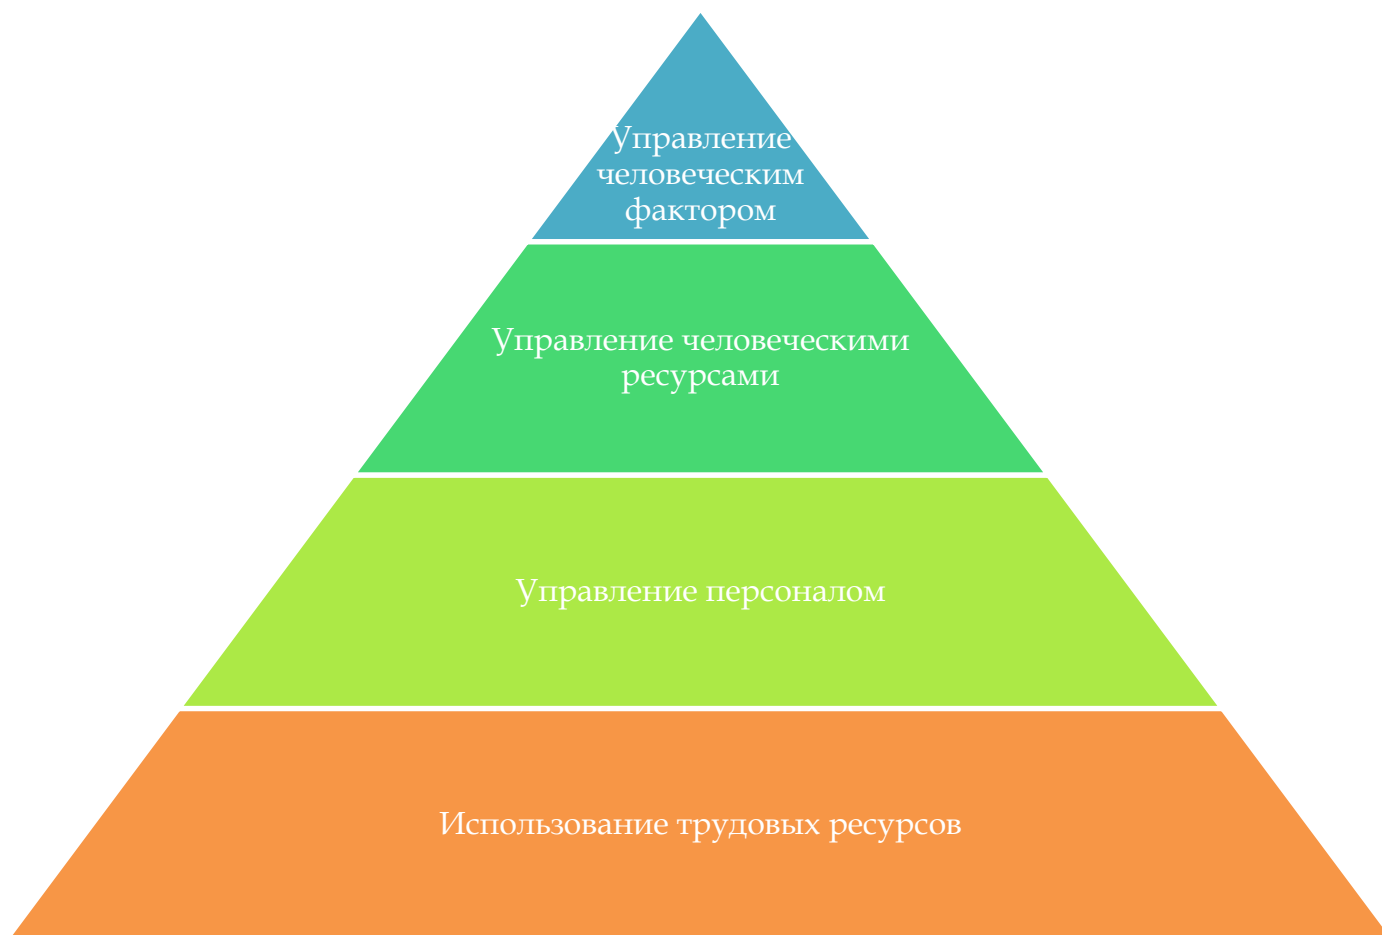 Управление
человеческим
фактором
Управление человеческими
ресурсами
Управление персоналом
Использование трудовых ресурсов